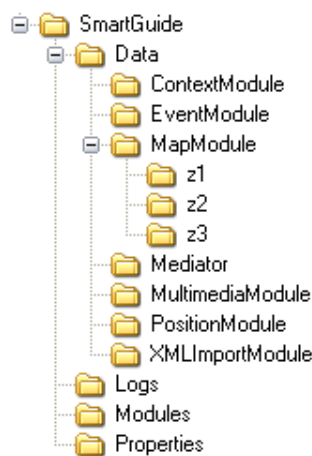 SmartGuide
Data
ContextModule
EventModule
MapModule
z1
z2
z3
Mediator
MultimediaModule
PositionModule
XMLImportModule
Logs
Modules
Properties